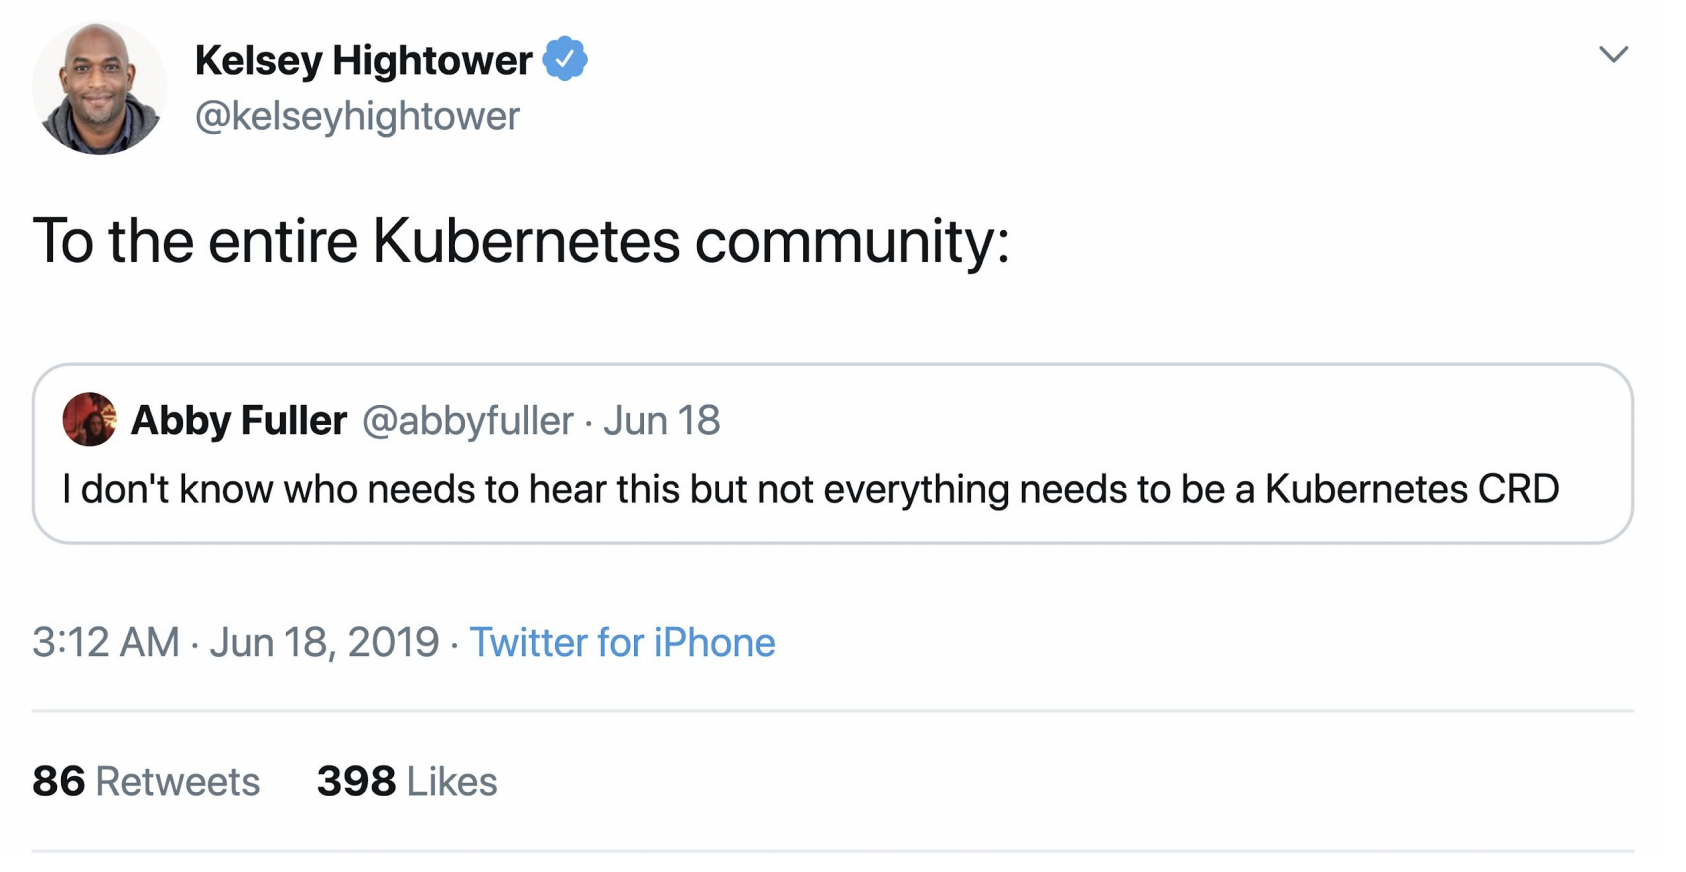 Kelsey Hightower
@kelseyhightower
To the entire Kubernetes community:
Abby Fuller @abbyfuller · Jun 18
I don't know who needs to hear this but not everything needs to be a Kubernetes CRD
3:12 AM · Jun 18, 2019 · Twitter for iPhone
86 Retweets 398 Likes